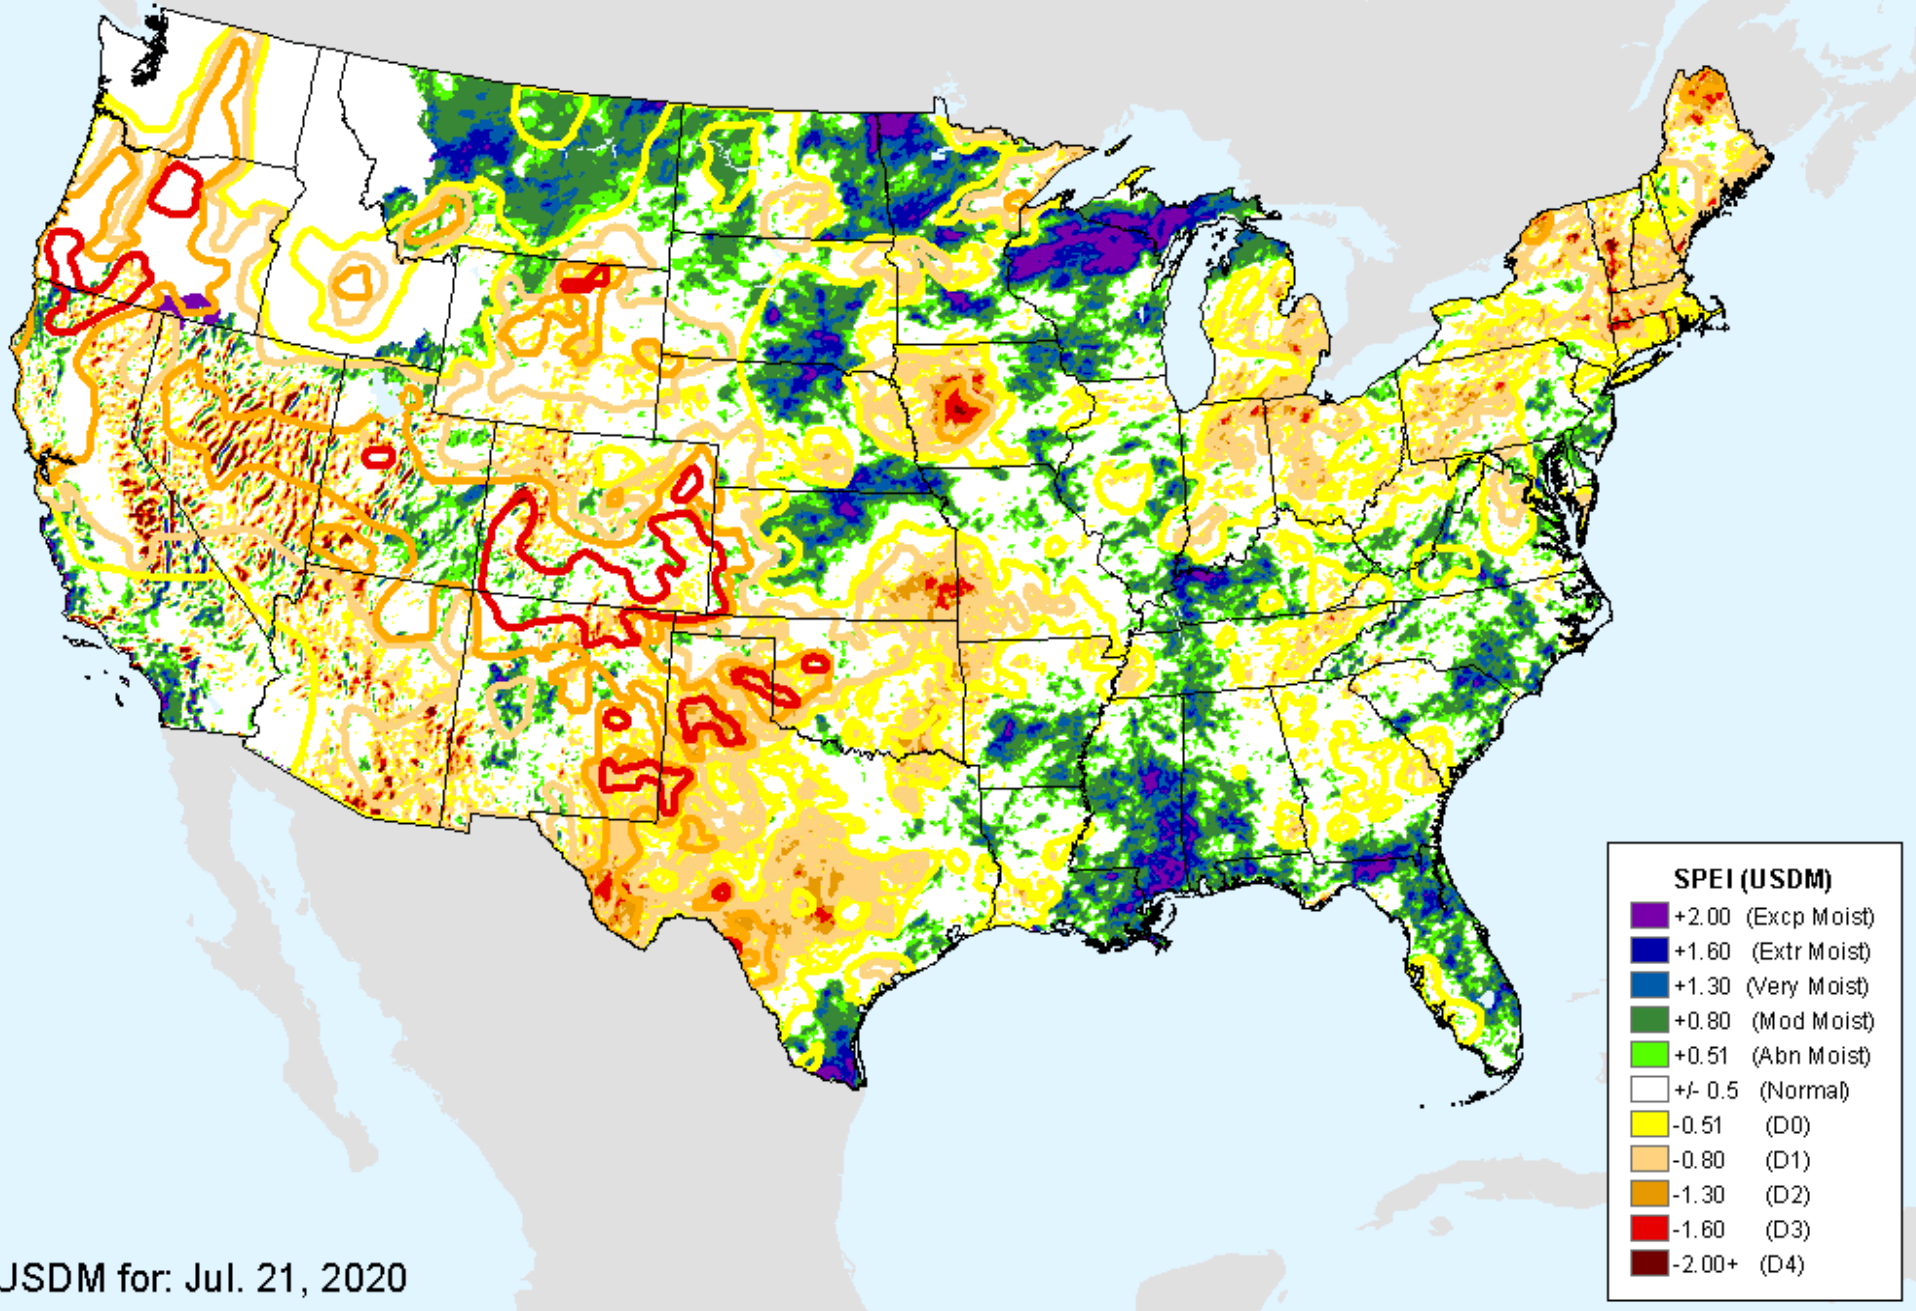 SPEI (USDM)
+2.00 (Excp Moist)
+1.60 (Extr Moist)
+1.30 (Very Moist)
+0.80 (Mod Moist)
+0.51 (Abn Moist)
+/- 0.5 (Normal)
-0.51 (D0)
-0.80 (D1)
-1.30 (D2)
-1.60 (D3)
-2.00+ (D4)
USDM for: Jul. 21, 2020